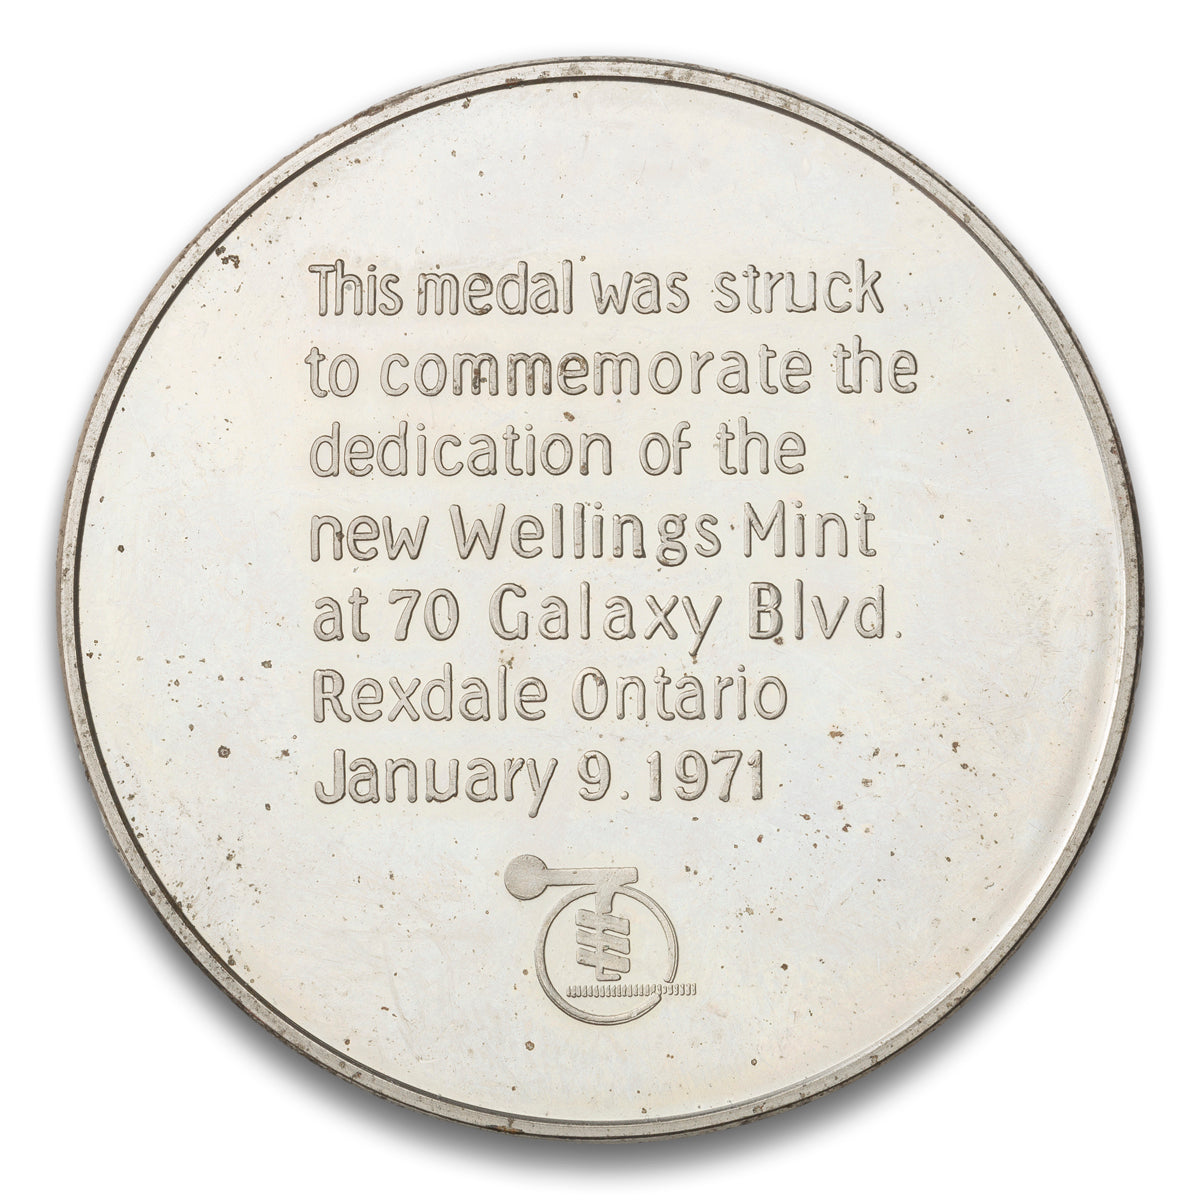 This medal was struck
to commemorate the
dedication of the
new Wellings Mint
at 70 Galaxy Blvd.
Rexdale Ontario
January 9. 1971